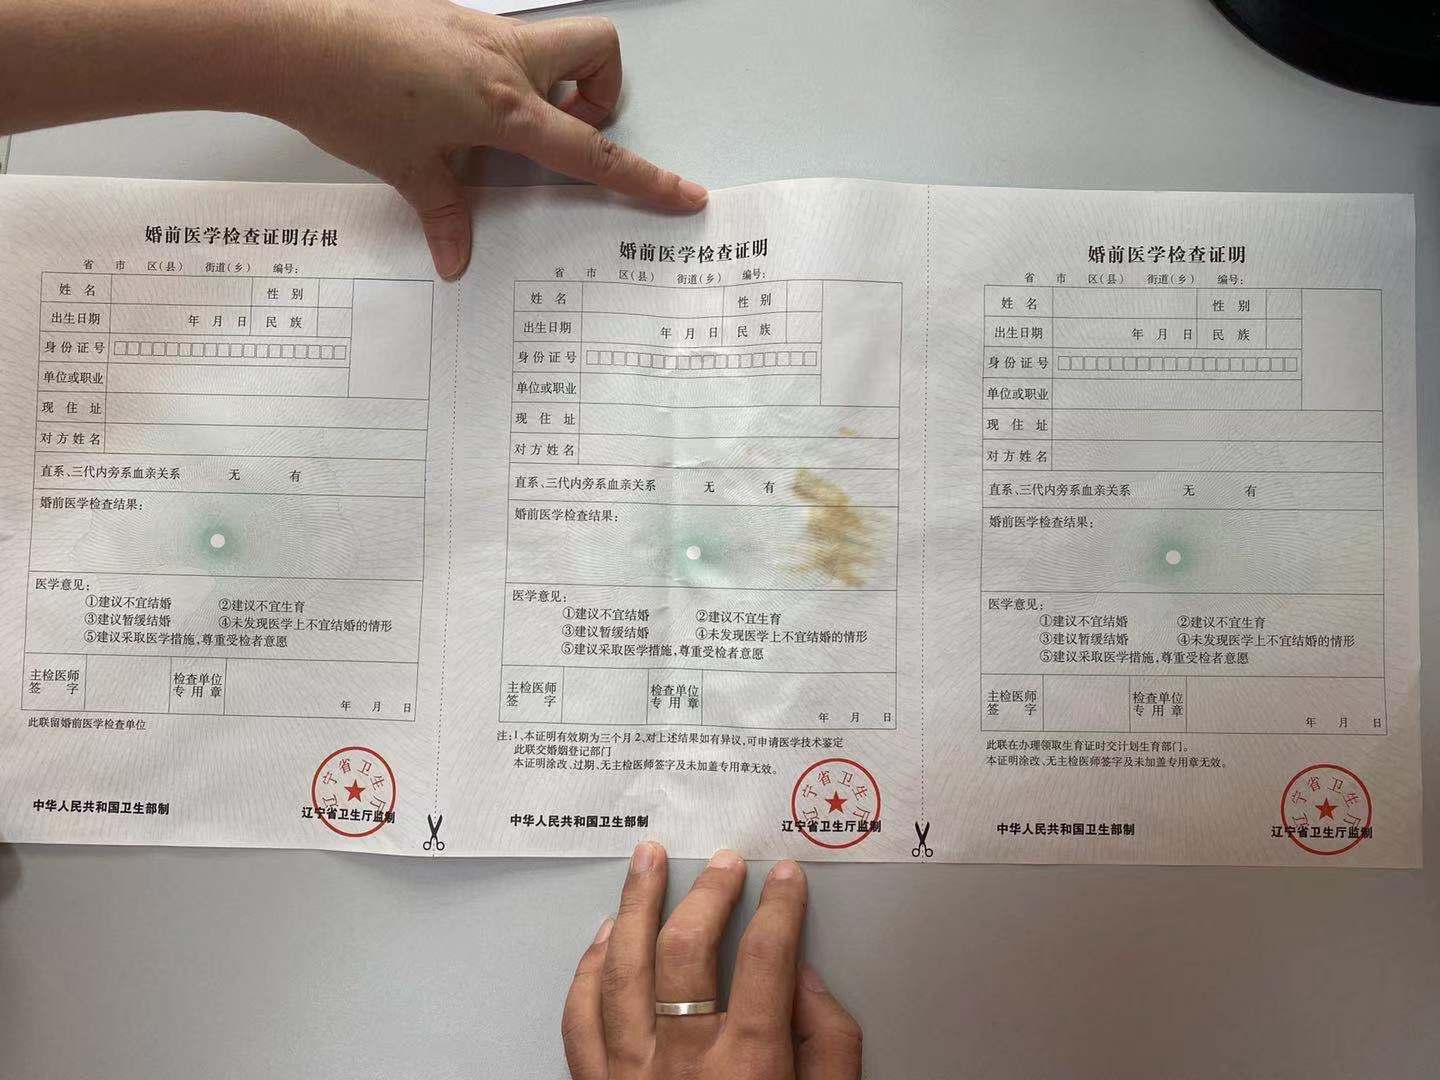 婚前医学检查证明存根
省 市 区(县) 街道(乡) 编号:
姓 名
性 别
出生日期
年 月 日
民 族
身份证号
单位或职业
现 住 址
对方姓名
直系、三代内旁系血亲关系 无 有
婚前医学检查结果:
医学意见:
①建议不宜结婚 ②建议不宜生育
③建议暂缓结婚 ④未发现医学上不宜结婚的情形
⑤建议采取医学措施,尊重受检者意愿
主检医师
签 字
检查单位
专用章
年 月 日
此联留婚前医学检查单位
中华人民共和国卫生部制
辽宁省卫生厅
辽宁省卫生厅监制
婚前医学检查证明
省 市 区(县) 街道(乡) 编号:
姓 名
性 别
出生日期
年 月 日
民 族
身份证号
单位或职业
现 住 址
对方姓名
直系、三代内旁系血亲关系 无 有
婚前医学检查结果:
医学意见:
①建议不宜结婚 ②建议不宜生育
③建议暂缓结婚 ④未发现医学上不宜结婚的情形
⑤建议采取医学措施,尊重受检者意愿
主检医师
签 字
检查单位
专用章
年 月 日
注:1、本证明有效期为三个月 2、对上述结果如有异议,可申请医学技术鉴定
此联交婚姻登记部门
本证明涂改、过期、无主检医师签字及未加盖专用章无效。
中华人民共和国卫生部制
辽宁省卫生厅
辽宁省卫生厅监制
婚前医学检查证明
省 市 区(县) 街道(乡) 编号:
姓 名
性 别
出生日期
年 月 日
民 族
身份证号
单位或职业
现 住 址
对方姓名
直系、三代内旁系血亲关系 无 有
婚前医学检查结果:
医学意见:
①建议不宜结婚 ②建议不宜生育
③建议暂缓结婚 ④未发现医学上不宜结婚的情形
⑤建议采取医学措施,尊重受检者意愿
主检医师
签 字
检查单位
专用章
年 月 日
此联在办理领取生育证时交计划生育部门。
本证明涂改、无主检医师签字及未加盖专用章无效。
中华人民共和国卫生部制
辽宁省卫生厅
辽宁省卫生厅监制